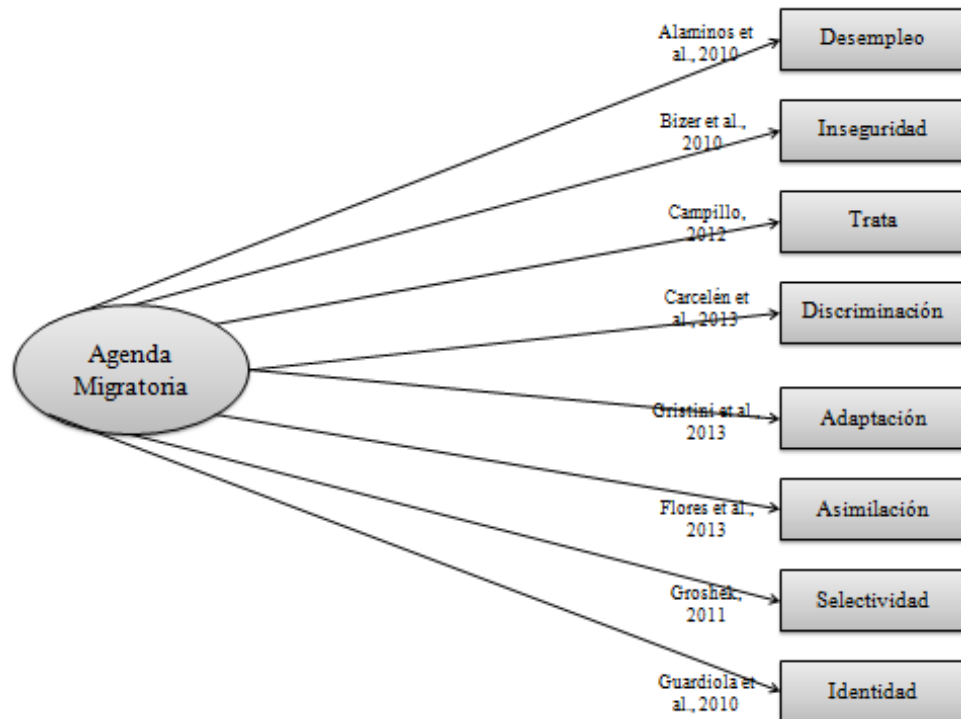 Alaminos et
al., 2010
Desempleo
Bizer et al.,
2010
Inseguridad
Campillo,
2012
Trata
Carcelén et
al., 2013
Discriminación
Agenda
Migratoria
Cristini et al.,
2013
Adaptación
Flores et al.,
2013
Asimilación
Groshek,
2011
Selectividad
Guardiola et
al., 2010
Identidad